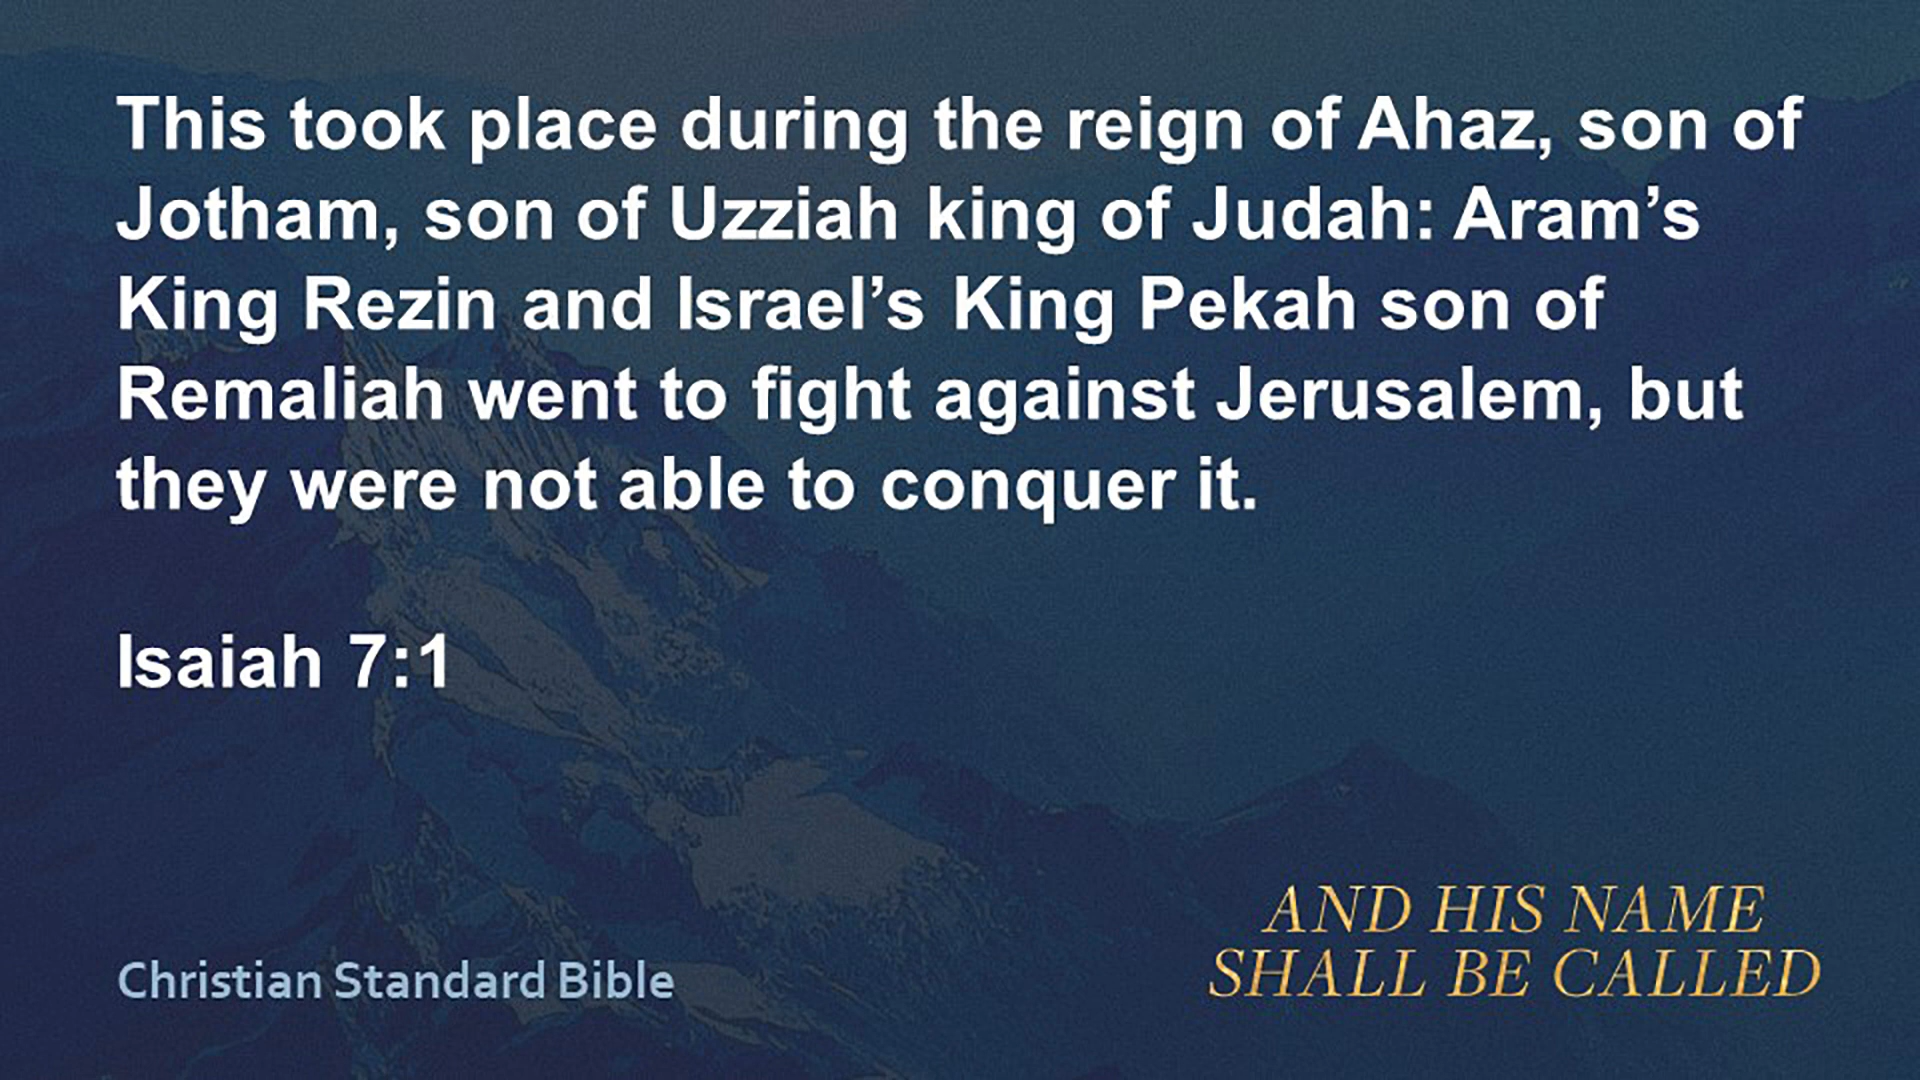 This took place during the reign of Ahaz, son of
Jotham, son of Uzziah king of Judah: Aram’s
King Rezin and Israel’s King Pekah son of
Remaliah went to fight against Jerusalem, but
they were not able to conquer it.
Isaiah 7:1
Christian Standard Bible
AND HIS NAME
SHALL BE CALLED